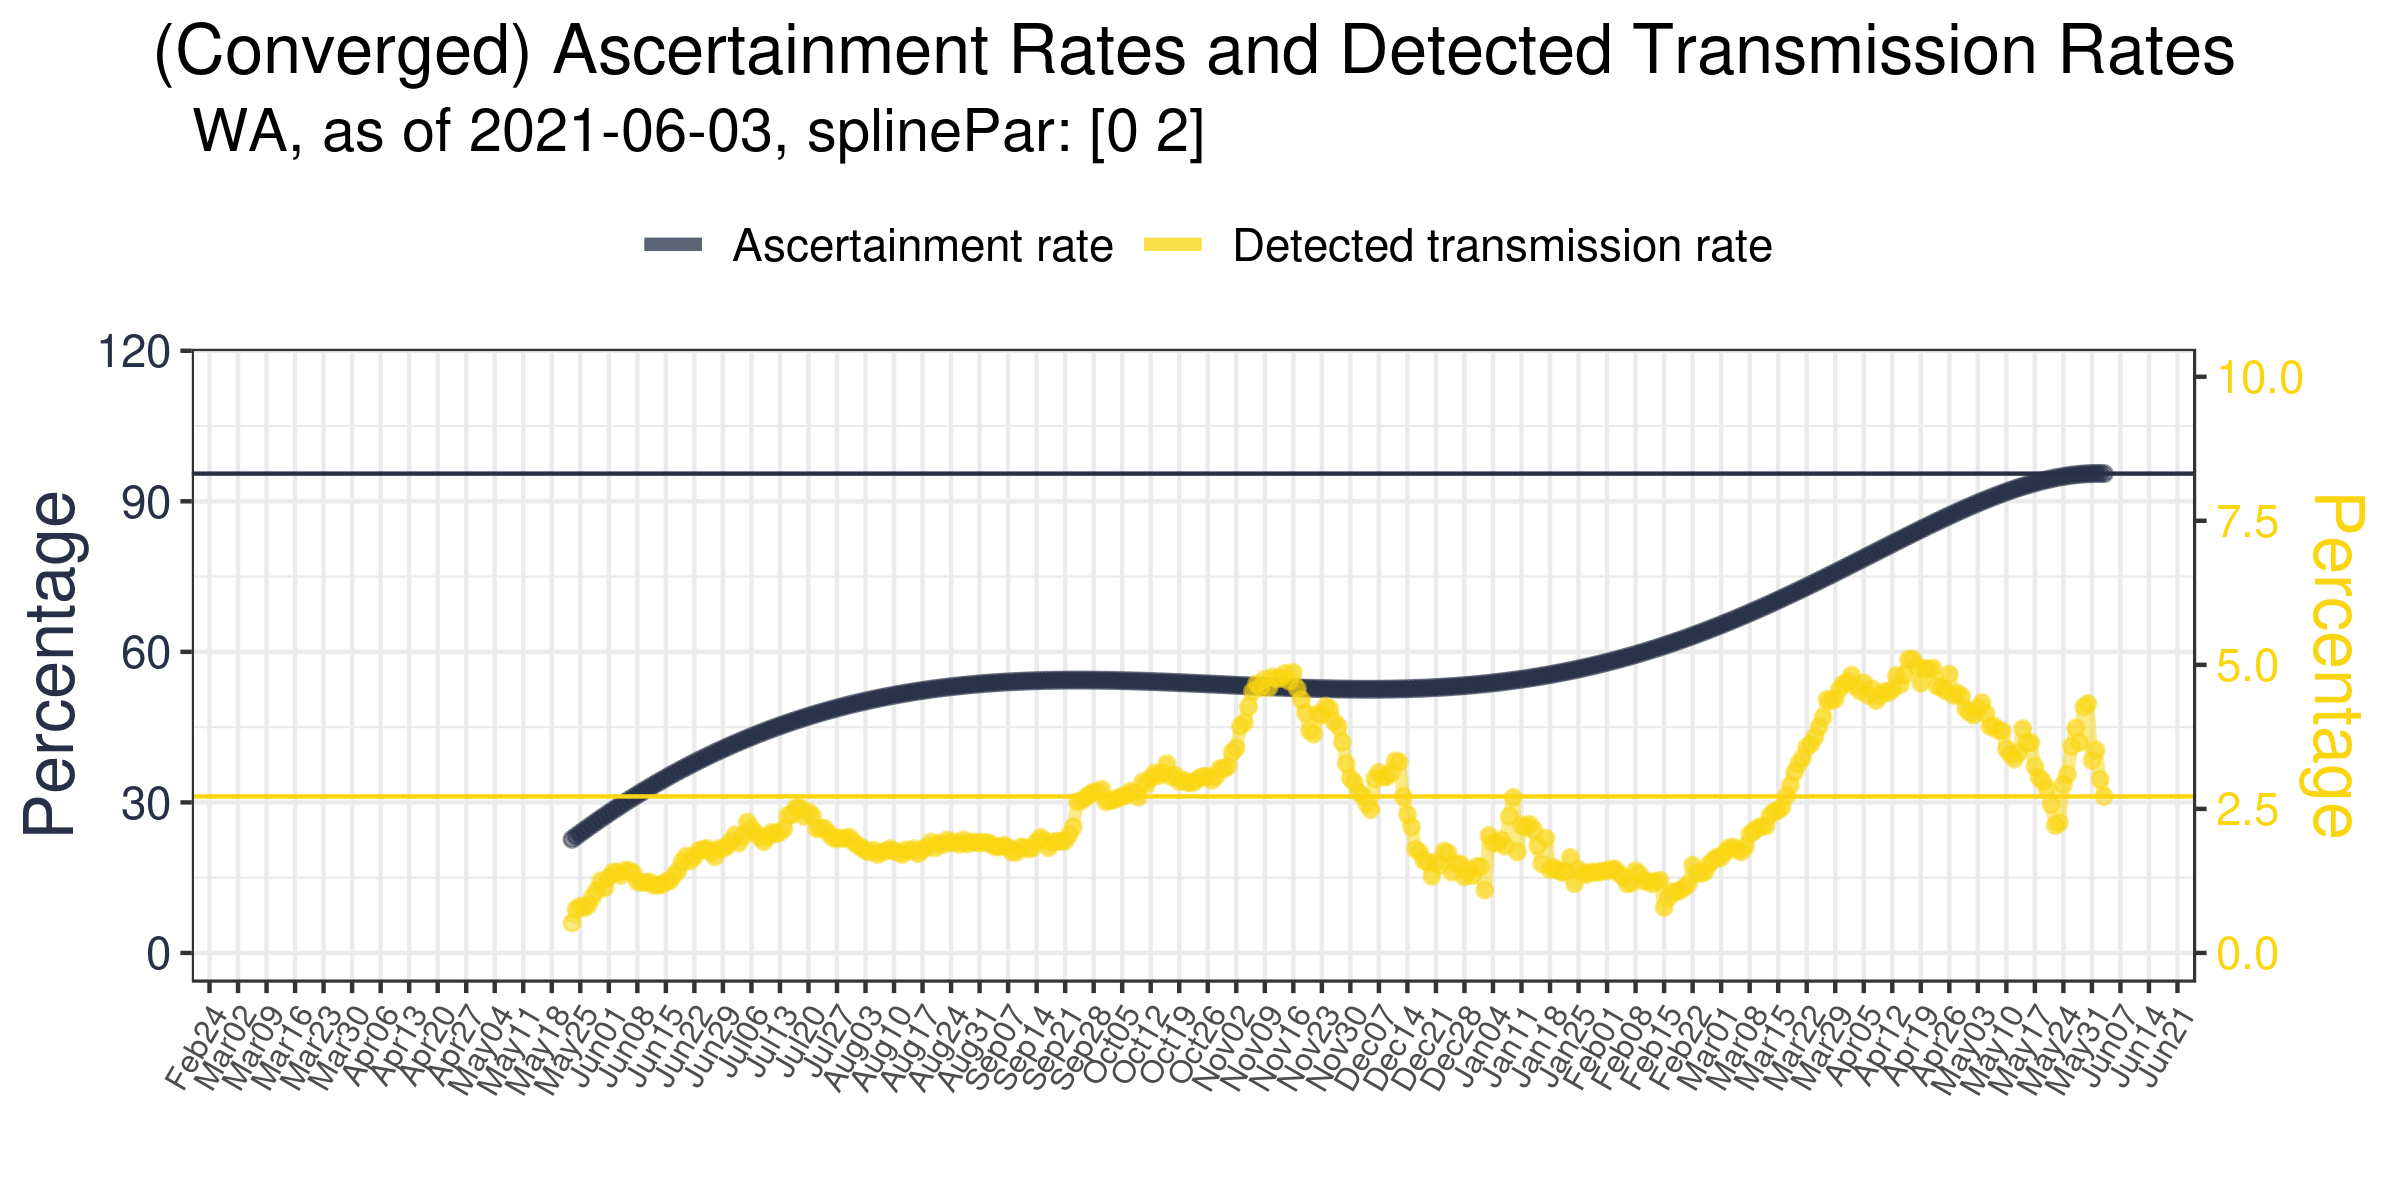 (Converged) Ascertainment Rates and Detected Transmission Rates
WA, as of 2021-06-03, splinePar: [0 2]
Ascertainment rate
Detected transmission rate
120
90
60
30
0
Percentage
10.0
7.5
5.0
2.5
0.0
Percentage
Feb24
Mar02
Mar09
Mar16
Mar23
Mar30
Apr06
Apr13
Apr20
Apr27
May04
May11
May18
May25
Jun01
Jun08
Jun15
Jun22
Jun29
Jul06
Jul13
Jul20
Jul27
Aug03
Aug10
Aug17
Aug24
Aug31
Sep07
Sep14
Sep21
Sep28
Oct05
Oct12
Oct19
Oct26
Nov02
Nov09
Nov16
Nov23
Nov30
Dec07
Dec14
Dec21
Dec28
Jan04
Jan11
Jan18
Jan25
Feb01
Feb08
Feb15
Feb22
Mar01
Mar08
Mar15
Mar22
Mar29
Apr05
Apr12
Apr19
Apr26
May03
May10
May17
May24
May31
Jun07
Jun14
Jun21